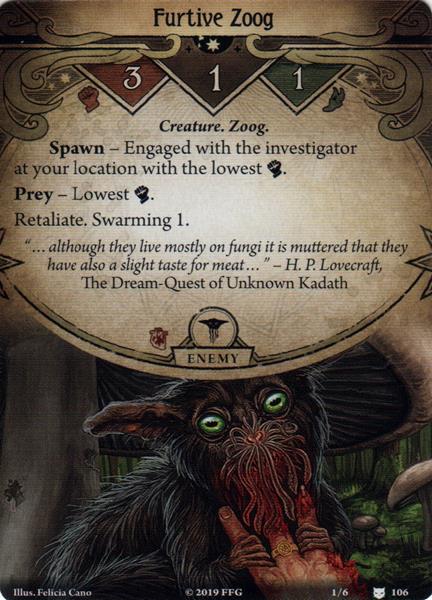 Furtive Zoog
3 1 1
Creature. Zoog.
Spawn – Engaged with the investigator
at your location with the lowest .
Prey – Lowest .
Retaliate. Swarming 1.
“… although they live mostly on fungi it is muttered that they
have also a slight taste for meat…” – H. P. Lovecraft,
The Dream-Quest of Unknown Kadath
ENEMY
Illus. Felicia Cano © 2019 FFG 1/6 106